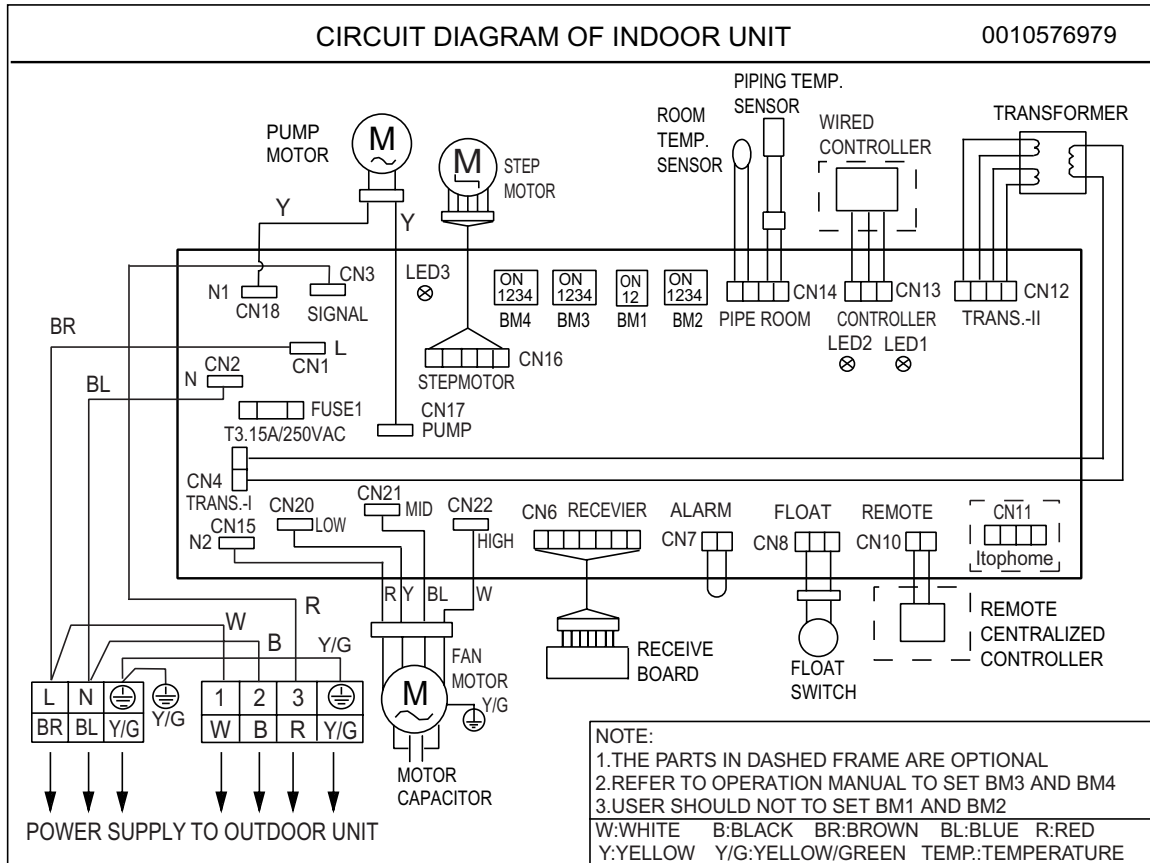 CIRCUIT DIAGRAM OF INDOOR UNIT
0010576979
PUMP
MOTOR
M
M
STEP
MOTOR
ROOM
TEMP.
SENSOR
PIPING TEMP.
SENSOR
WIRED
CONTROLLER
TRANSFORMER
Y
Y
N1
CN18
CN3
SIGNAL
LED3
ON
1234
BM4
ON
1234
BM3
ON
12
BM1
ON
1234
BM2
CN14
PIPE ROOM
CN13
CONTROLLER
CN12
TRANS.-II
LED2
LED1
BR
BL
L
CN1
N
CN2
CN16
STEPMOTOR
FUSE1
T3.15A/250VAC
CN17
PUMP
CN4
TRANS.-I
CN15
N2
CN20
LOW
CN21
MID
CN22
HIGH
CN6
RECEVIER
ALARM
CN7
FLOAT
CN8
REMOTE
CN10
CN11
Itophome
R
Y
BL
W
R
W
B
Y/G
FAN
MOTOR
M
Y/G
RECEIVE
BOARD
FLOAT
SWITCH
REMOTE
CENTRALIZED
CONTROLLER
L N
BR BL Y/G
Y/G
1 2 3
W B R Y/G
MOTOR
CAPACITOR
POWER SUPPLY TO OUTDOOR UNIT
NOTE:
1.THE PARTS IN DASHED FRAME ARE OPTIONAL
2.REFER TO OPERATION MANUAL TO SET BM3 AND BM4
3.USER SHOULD NOT TO SET BM1 AND BM2
W:WHITE B:BLACK BR:BROWN BL:BLUE R:RED
Y:YELLOW Y/G:YELLOW/GREEN TEMP.:TEMPERATURE